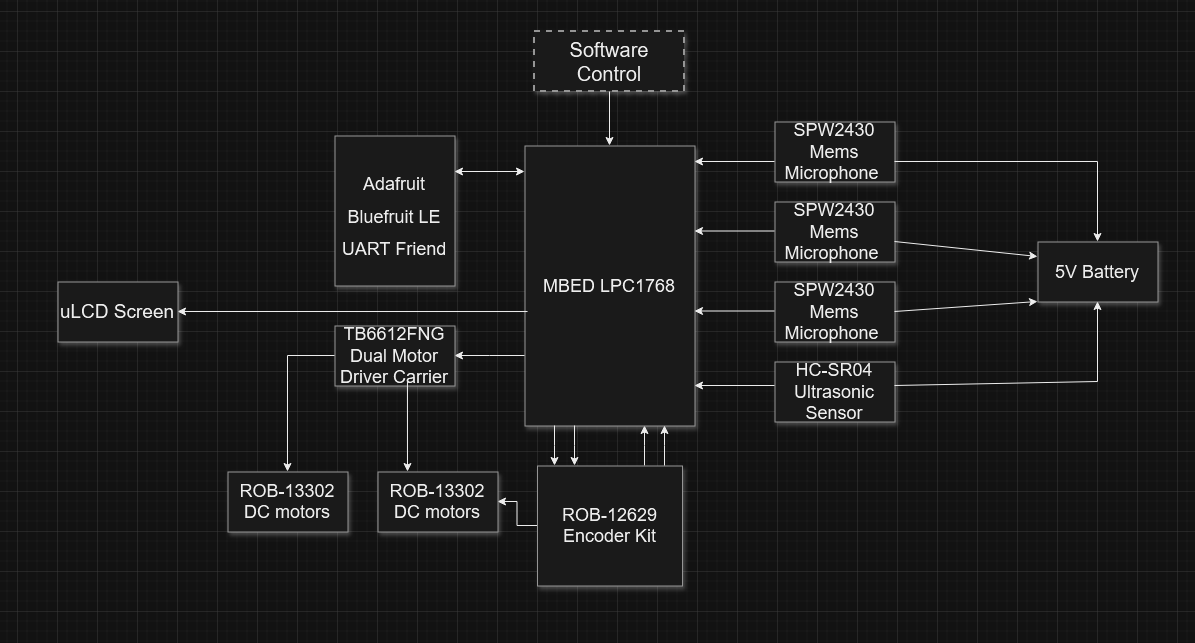 Software
Control
SPW2430
Mems
Microphone
Adafruit
Bluefruit LE
UART Friend
SPW2430
Mems
Microphone
MBED LPC1768
5V Battery
uLCD Screen
SPW2430
Mems
Microphone
TB6612FNG
Dual Motor
Driver Carrier
HC-SR04
Ultrasonic
Sensor
ROB-13302
DC motors
ROB-13302
DC motors
ROB-12629
Encoder Kit